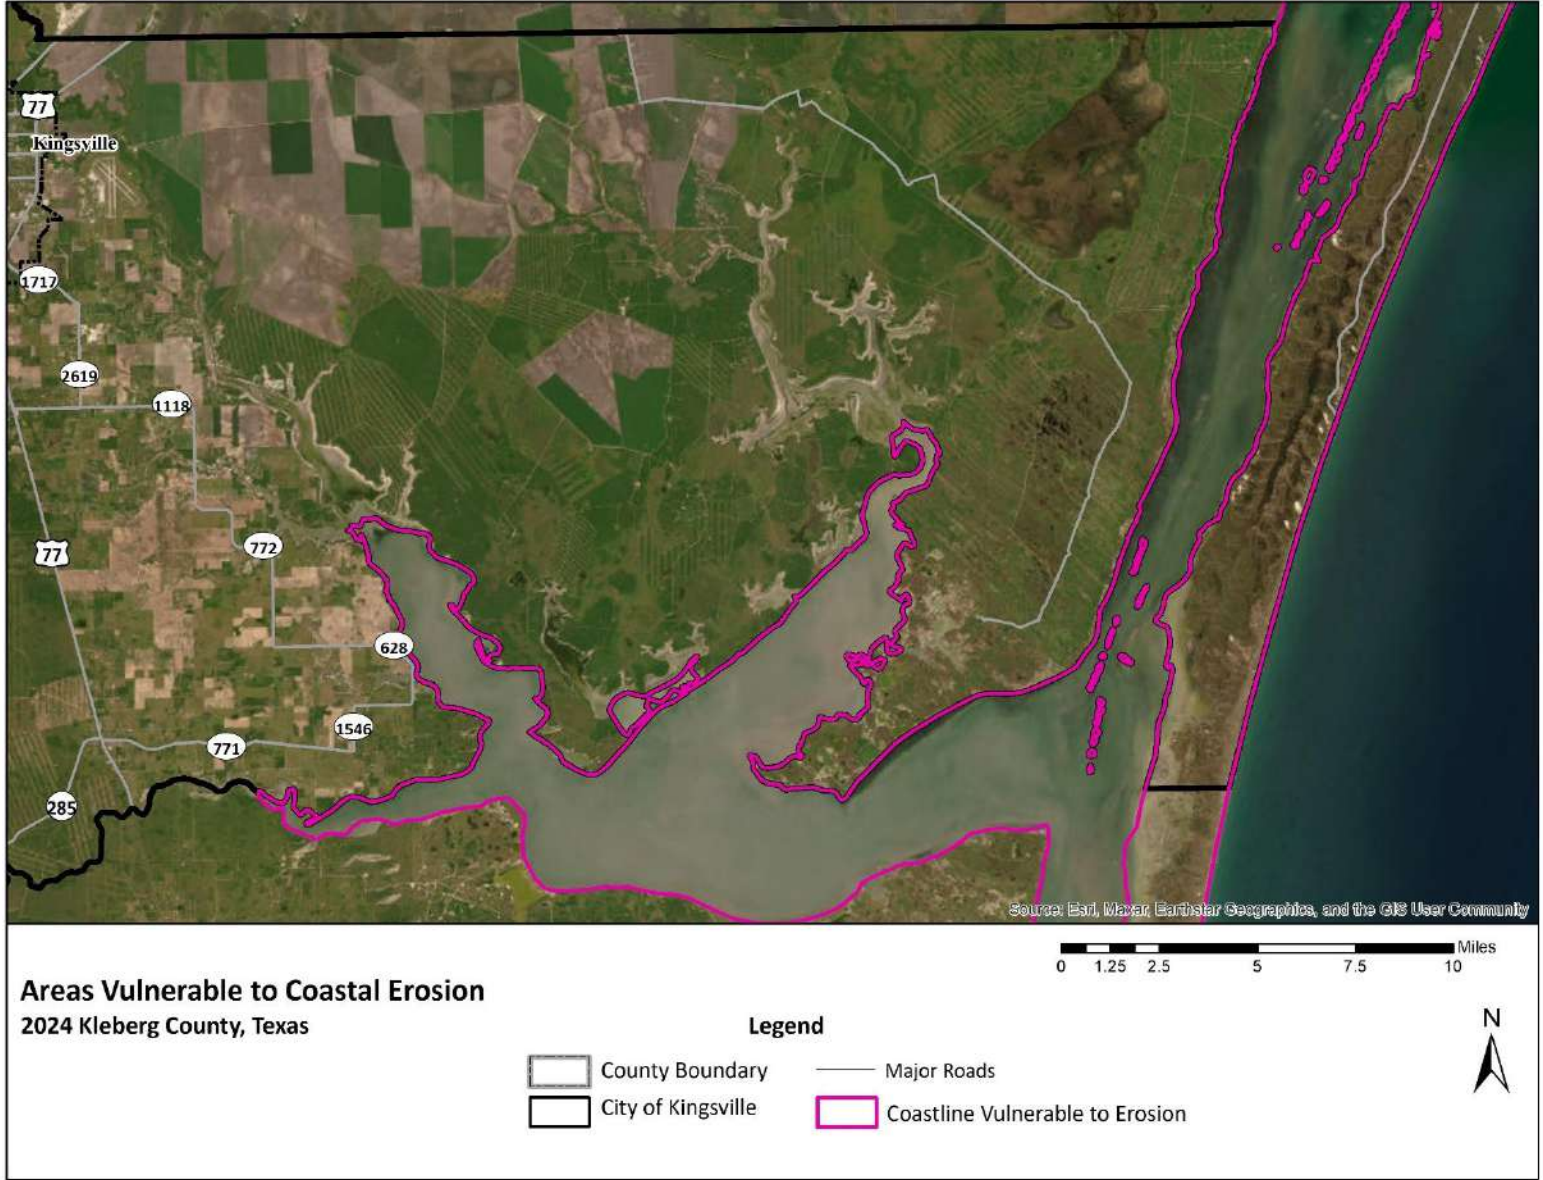 77
Kingsville
1717
2619
1118
772
77
628
1546
771
285
Source: Esri, Maxar, Earthstar Geographics, and the GIS User Community
Miles
0 1.25 2.5 5 7.5 10
Areas Vulnerable to Coastal Erosion
2024 Kleberg County, Texas
Legend
N
County Boundary
Major Roads
City of Kingsville
Coastline Vulnerable to Erosion